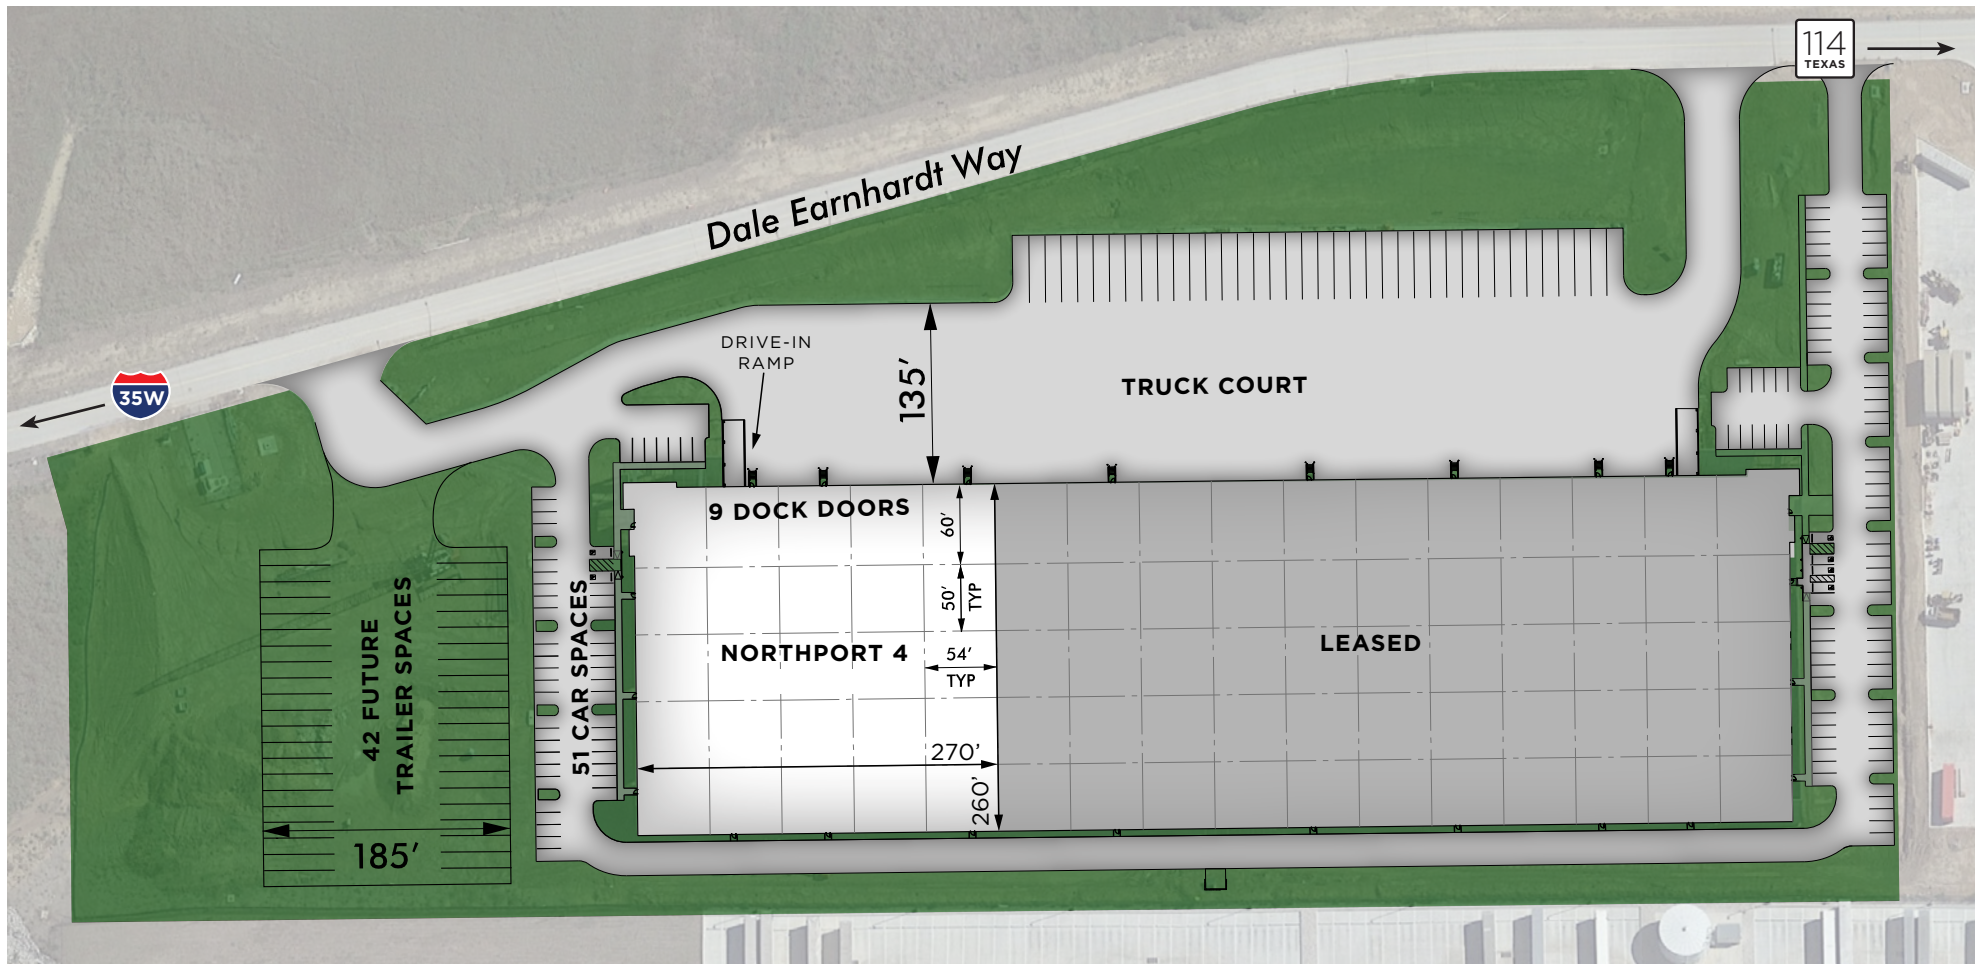 114
TEXAS
Dale Earnhardt Way
DRIVE-IN
RAMP
135'
TRUCK COURT
35W
9 DOCK DOORS
60'
50'
TYP
42 FUTURE
TRAILER SPACES
51 CAR SPACES
NORTHPORT 4
54'
TYP
LEASED
270'
260'
185'